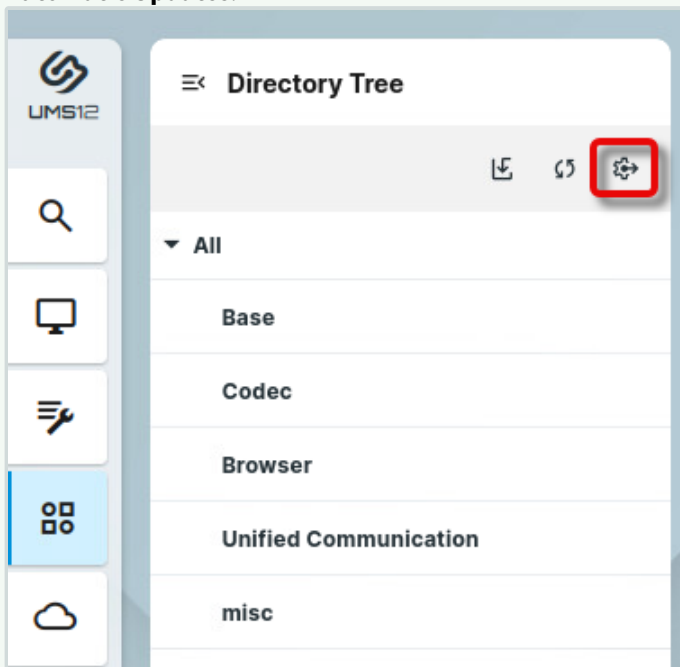 Directory Tree
UMS12
All
Base
Codec
Browser
Unified Communication
misc